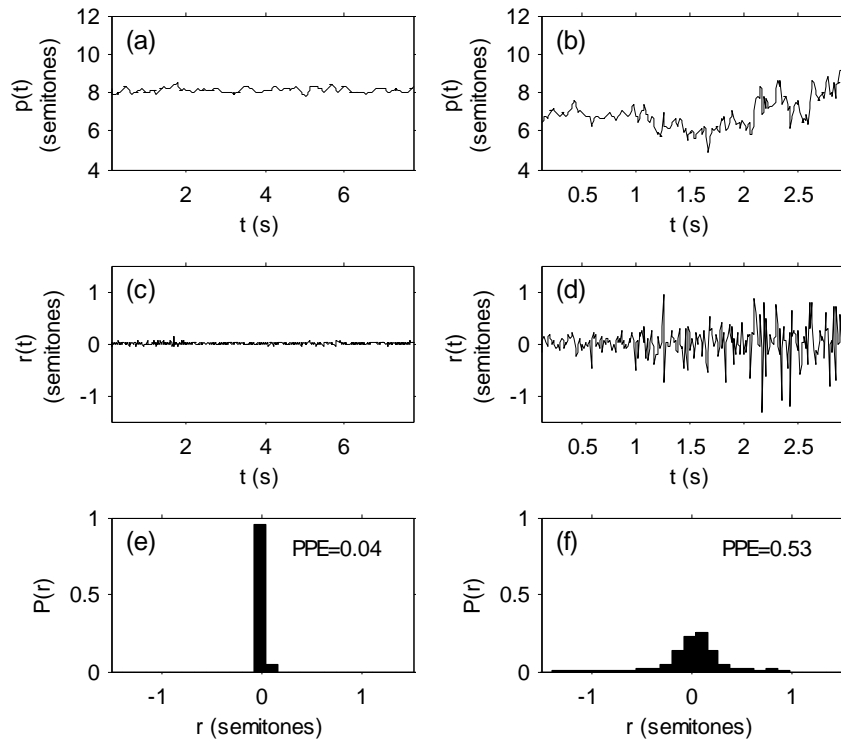 (a)
12
10
8
6
4
p(t)
(semitones)
2 4 6
t (s)
(b)
12
10
8
6
4
p(t)
(semitones)
0.5 1 1.5 2 2.5
t (s)
(c)
1
0
-1
r(t)
(semitones)
2 4 6
t (s)
(d)
1
0
-1
r(t)
(semitones)
0.5 1 1.5 2 2.5
t (s)
(e)
PPE=0.04
1
0.5
0
P(r)
-1 0 1
r (semitones)
(f)
PPE=0.53
1
0.5
0
P(r)
-1 0 1
r (semitones)